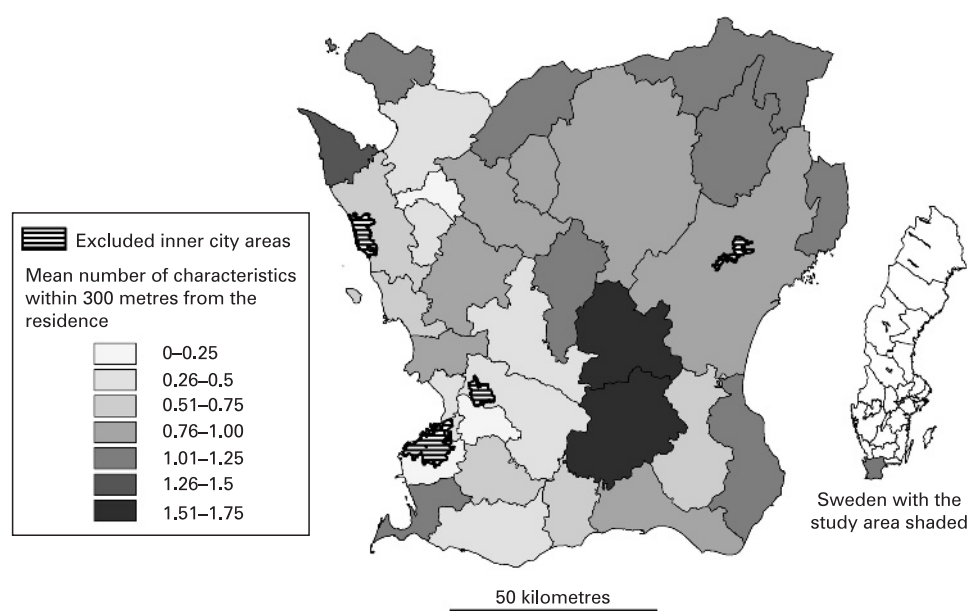 Excluded inner city areas
Mean number of characteristics
within 300 metres from the
residence
0–0.25
0.26–0.5
0.51–0.75
0.76–1.00
1.01–1.25
1.26–1.5
1.51–1.75
Sweden with the
study area shaded
50 kilometres